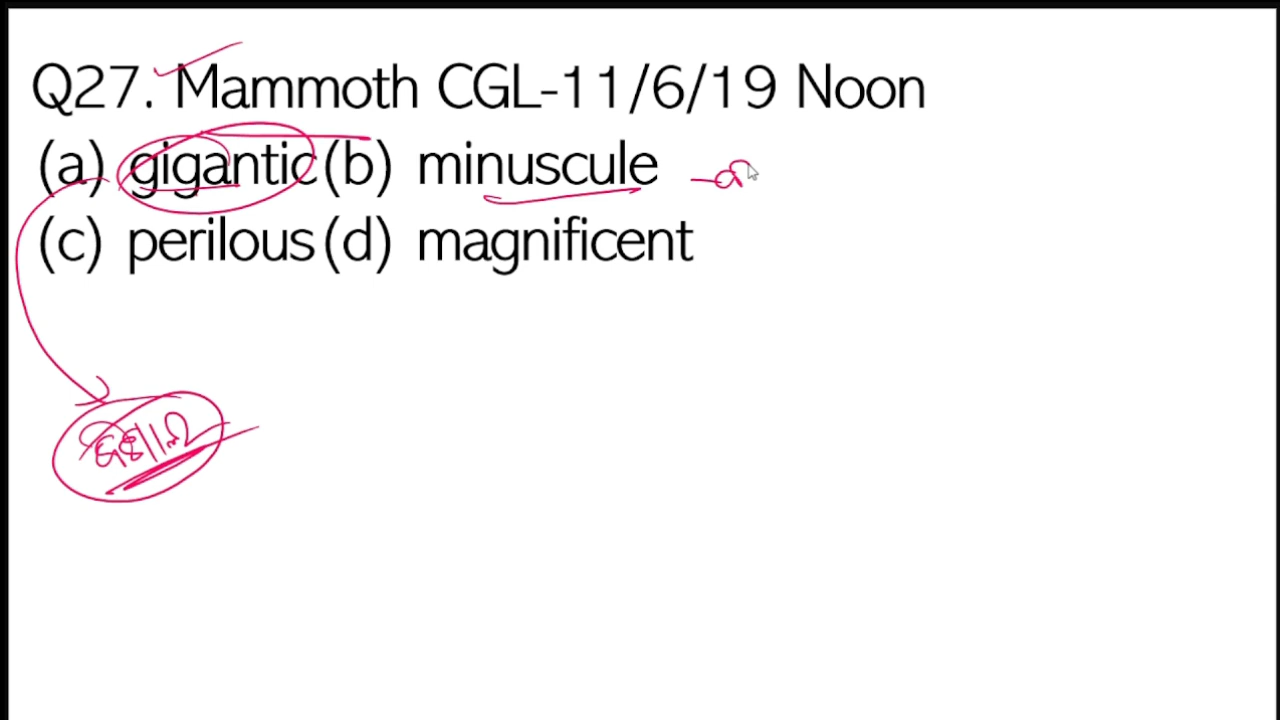 Q27. Mammoth CGL-11/6/19 Noon
(a) gigantic (b) minuscule
(c) perilous (d) magnificent